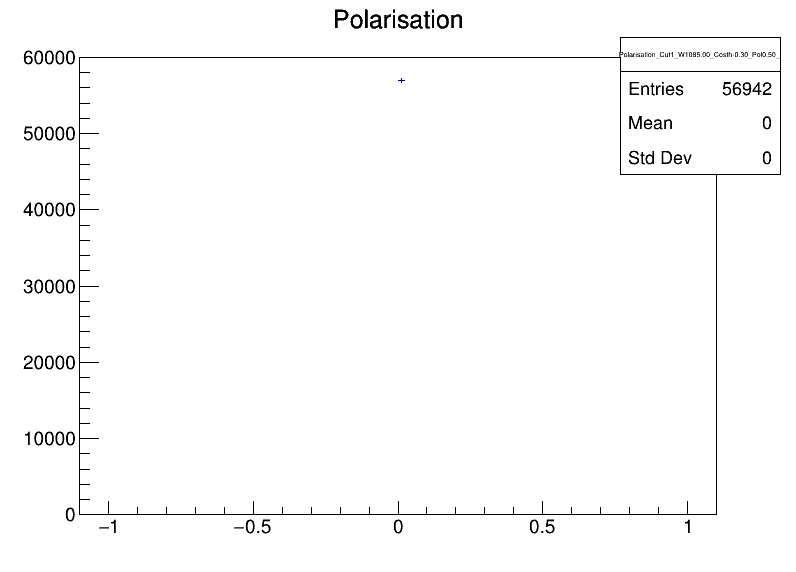 Polarisation
Polarisation_Cut1_W1085.00_Costh-0.30_Pol0.50_
Entries 56942
Mean 0
Std Dev 0
60000
50000
40000
30000
20000
10000
0
−1 −0.5 0 0.5 1